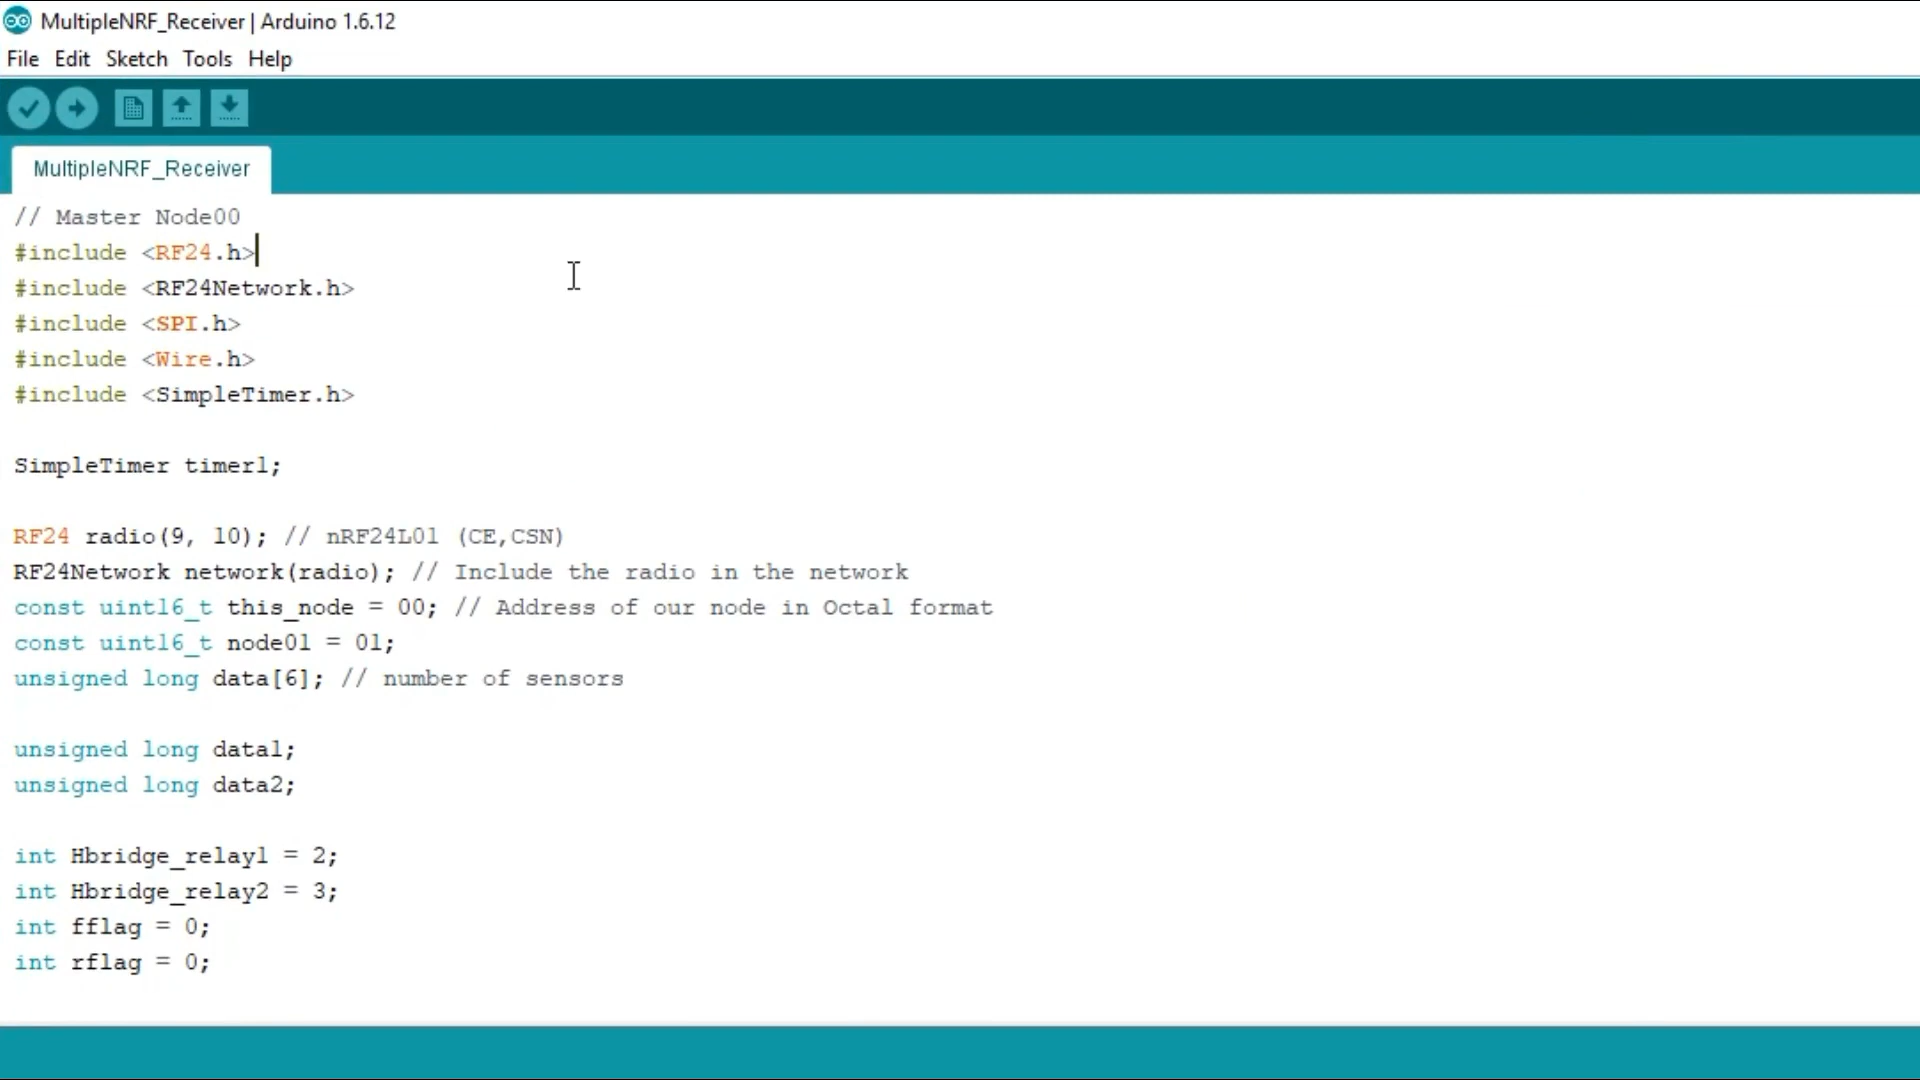 MultipleNRF_Receiver | Arduino 1.6.12
File Edit Sketch Tools Help
MultipleNRF_Receiver
// Master Node00
#include <RF24.h>
#include <RF24Network.h>
#include <SPI.h>
#include <Wire.h>
#include <SimpleTimer.h>
SimpleTimer timer1;
RF24 radio(9, 10); // nRF24L01 (CE,CSN)
RF24Network network(radio); // Include the radio in the network
const uint16_t this_node = 00; // Address of our node in Octal format
const uint16_t node01 = 01;
unsigned long data[6]; // number of sensors
unsigned long data1;
unsigned long data2;
int Hbridge_relay1 = 2;
int Hbridge_relay2 = 3;
int fflag = 0;
int rflag = 0;